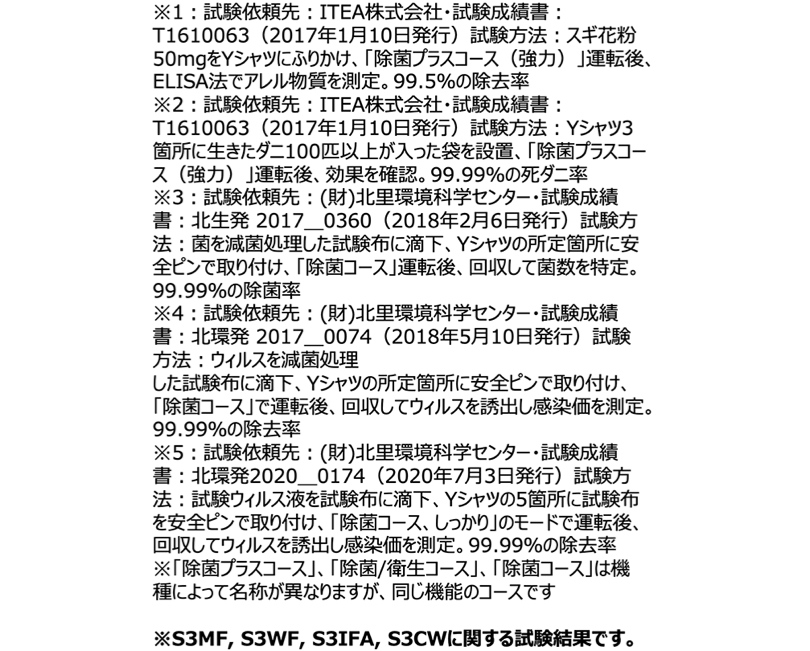 ※1：試験依頼先：ITEA株式会社・試験成績書：
T1610063（2017年1月10日発行）試験方法：スギ花粉
50mgをYシャツにふりかけ、「除菌プラスコース（強力）」運転後、
ELISA法でアレル物質を測定。99.5%の除去率
※2：試験依頼先：ITEA株式会社・試験成績書：
T1610063（2017年1月10日発行）試験方法：Yシャツ3
箇所に生きたダニ100匹以上が入った袋を設置、「除菌プラスコー
ス（強力）」運転後、効果を確認。99.99%の死ダニ率
※3：試験依頼先：(財)北里環境科学センター・試験成績
書：北生発 2017__0360（2018年2月6日発行）試験方
法：菌を減菌処理した試験布に滴下、Yシャツの所定箇所に安
全ピンで取り付け、「除菌コース」運転後、回収して菌数を特定。
99.99%の除菌率
※4：試験依頼先：(財)北里環境科学センター・試験成績
書：北環発 2017__0074（2018年5月10日発行）試験
方法：ウィルスを減菌処理
した試験布に滴下、Yシャツの所定箇所に安全ピンで取り付け、
「除菌コース」で運転後、回収してウィルスを誘出し感染価を測定。
99.99%の除去率
※5：試験依頼先：(財)北里環境科学センター・試験成績
書：北環発2020__0174（2020年7月3日発行）試験方
法：試験ウィルス液を試験布に滴下、Yシャツの5箇所に試験布
を安全ピンで取り付け、「除菌コース、しっかり」のモードで運転後、
回収してウィルスを誘出し感染価を測定。99.99%の除去率
※「除菌プラスコース」、「除菌/衛生コース」、「除菌コース」は機
種によって名称が異なりますが、同じ機能のコースです
※S3MF, S3WF, S3IFA, S3CWに関する試験結果です。